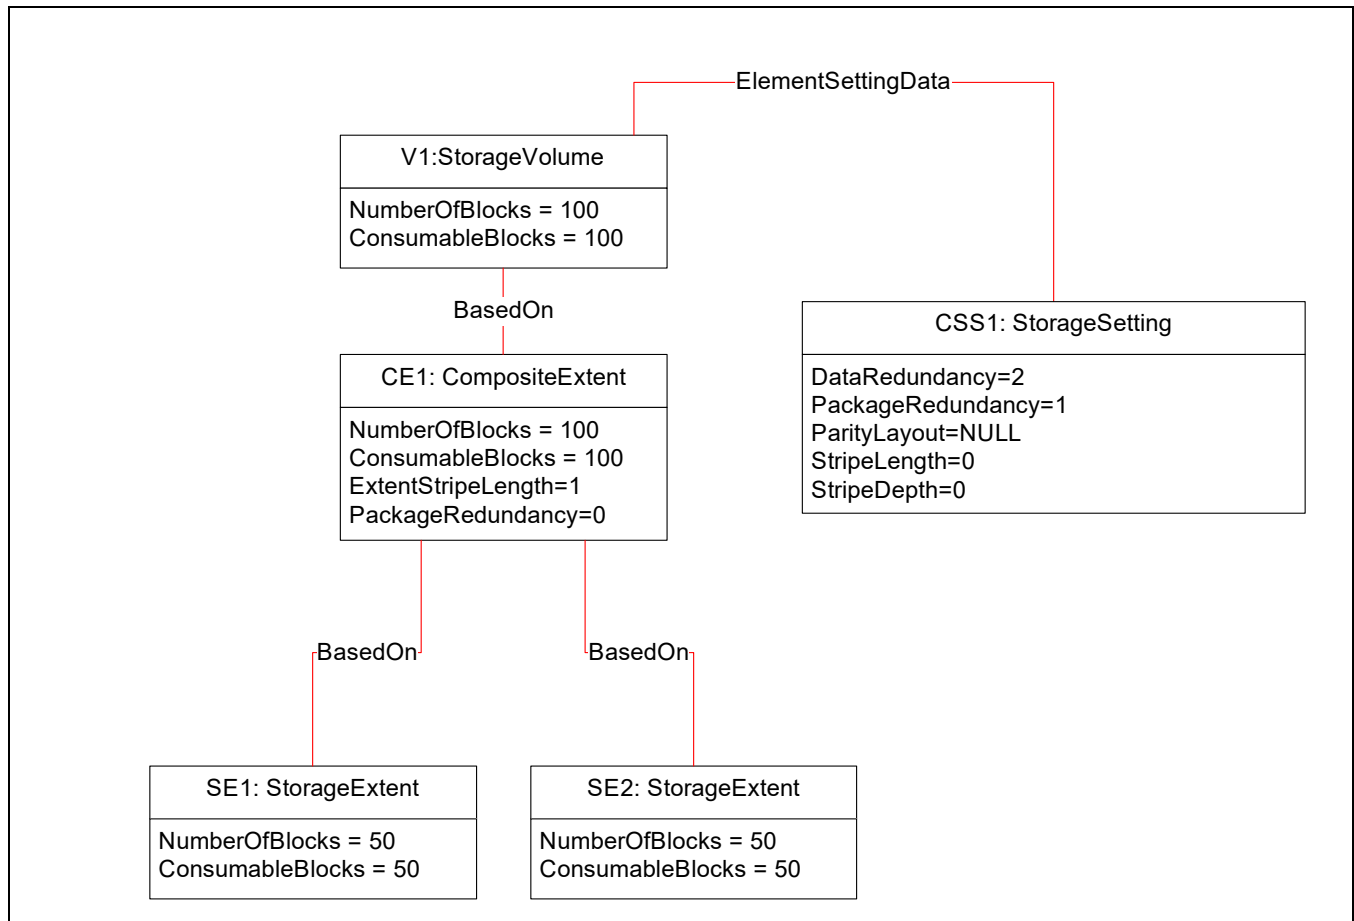 ElementSettingData
V1:StorageVolume
NumberOfBlocks = 100
ConsumableBlocks = 100
BasedOn
CSS1: StorageSetting
DataRedundancy=2
PackageRedundancy=1
ParityLayout=NULL
StripeLength=0
StripeDepth=0
CE1: CompositeExtent
NumberOfBlocks = 100
ConsumableBlocks = 100
ExtentStripeLength=1
PackageRedundancy=0
BasedOn
BasedOn
SE1: StorageExtent
NumberOfBlocks = 50
ConsumableBlocks = 50
SE2: StorageExtent
NumberOfBlocks = 50
ConsumableBlocks = 50